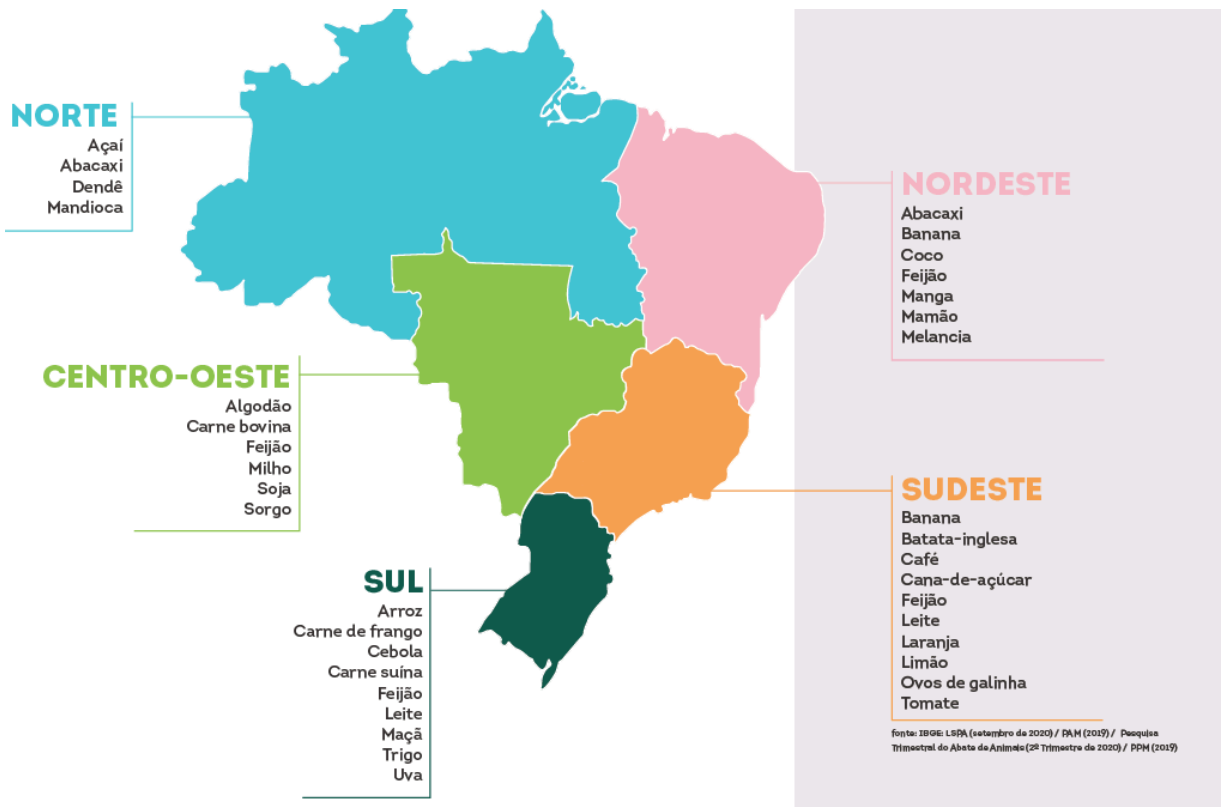 NORTE
Açaí
Abacaxi
Dendê
Mandioca
NORDESTE
Abacaxi
Banana
Coco
Feijão
Manga
Mamão
Melancia
CENTRO-OESTE
Algodão
Carne bovina
Feijão
Milho
Soja
Sorgo
SUDESTE
Banana
Batata-inglesa
Café
Cana-de-açúcar
Feijão
Leite
Laranja
Limão
Ovos de galinha
Tomate
SUL
Arroz
Carne de frango
Cebola
Carne suína
Feijão
Leite
Maçã
Trigo
Uva
fonte: IBGE: LSPA (setembro de 2020) / PAM (2019) / Pesquisa
Trimestral do Abate de Animais (2º Trimestre de 2020) / PPM (2019)